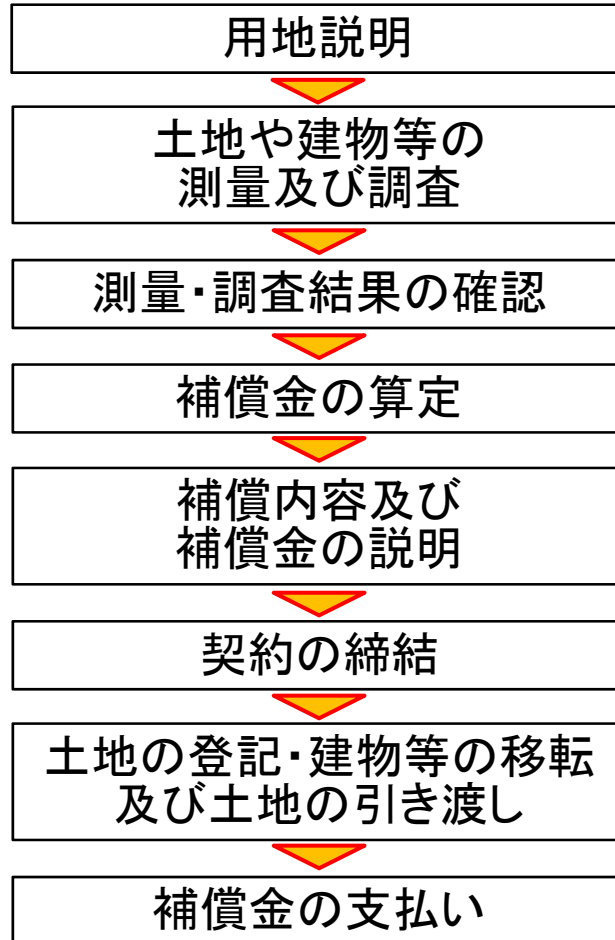 用地説明
土地や建物等の
測量及び調査
測量・調査結果の確認
補償金の算定
補償内容及び
補償金の説明
契約の締結
土地の登記・建物等の移転
及び土地の引き渡し
補償金の支払い